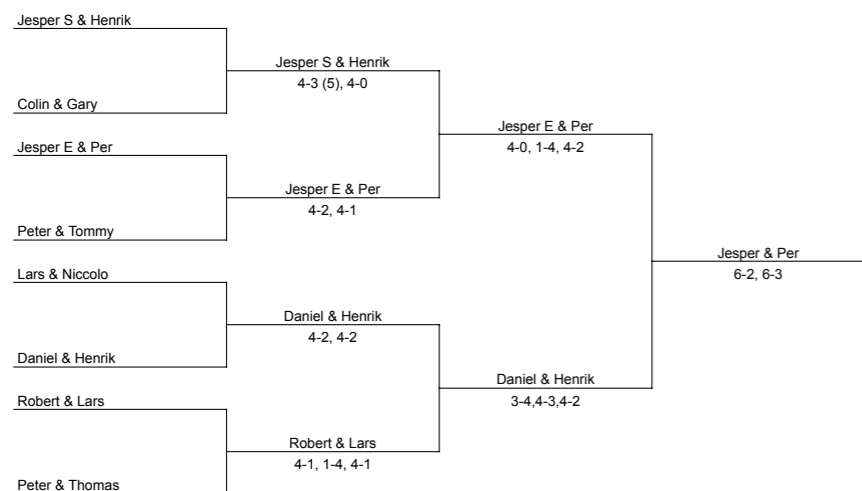 Jesper S & Henrik
Jesper S & Henrik
4-3 (5), 4-0
Colin & Gary
Jesper E & Per
4-0, 1-4, 4-2
Jesper E & Per
Jesper E & Per
4-2, 4-1
Peter & Tommy
Jesper & Per
6-2, 6-3
Lars & Niccolo
Daniel & Henrik
4-2, 4-2
Daniel & Henrik
Daniel & Henrik
3-4,4-3,4-2
Robert & Lars
Robert & Lars
4-1, 1-4, 4-1
Peter & Thomas